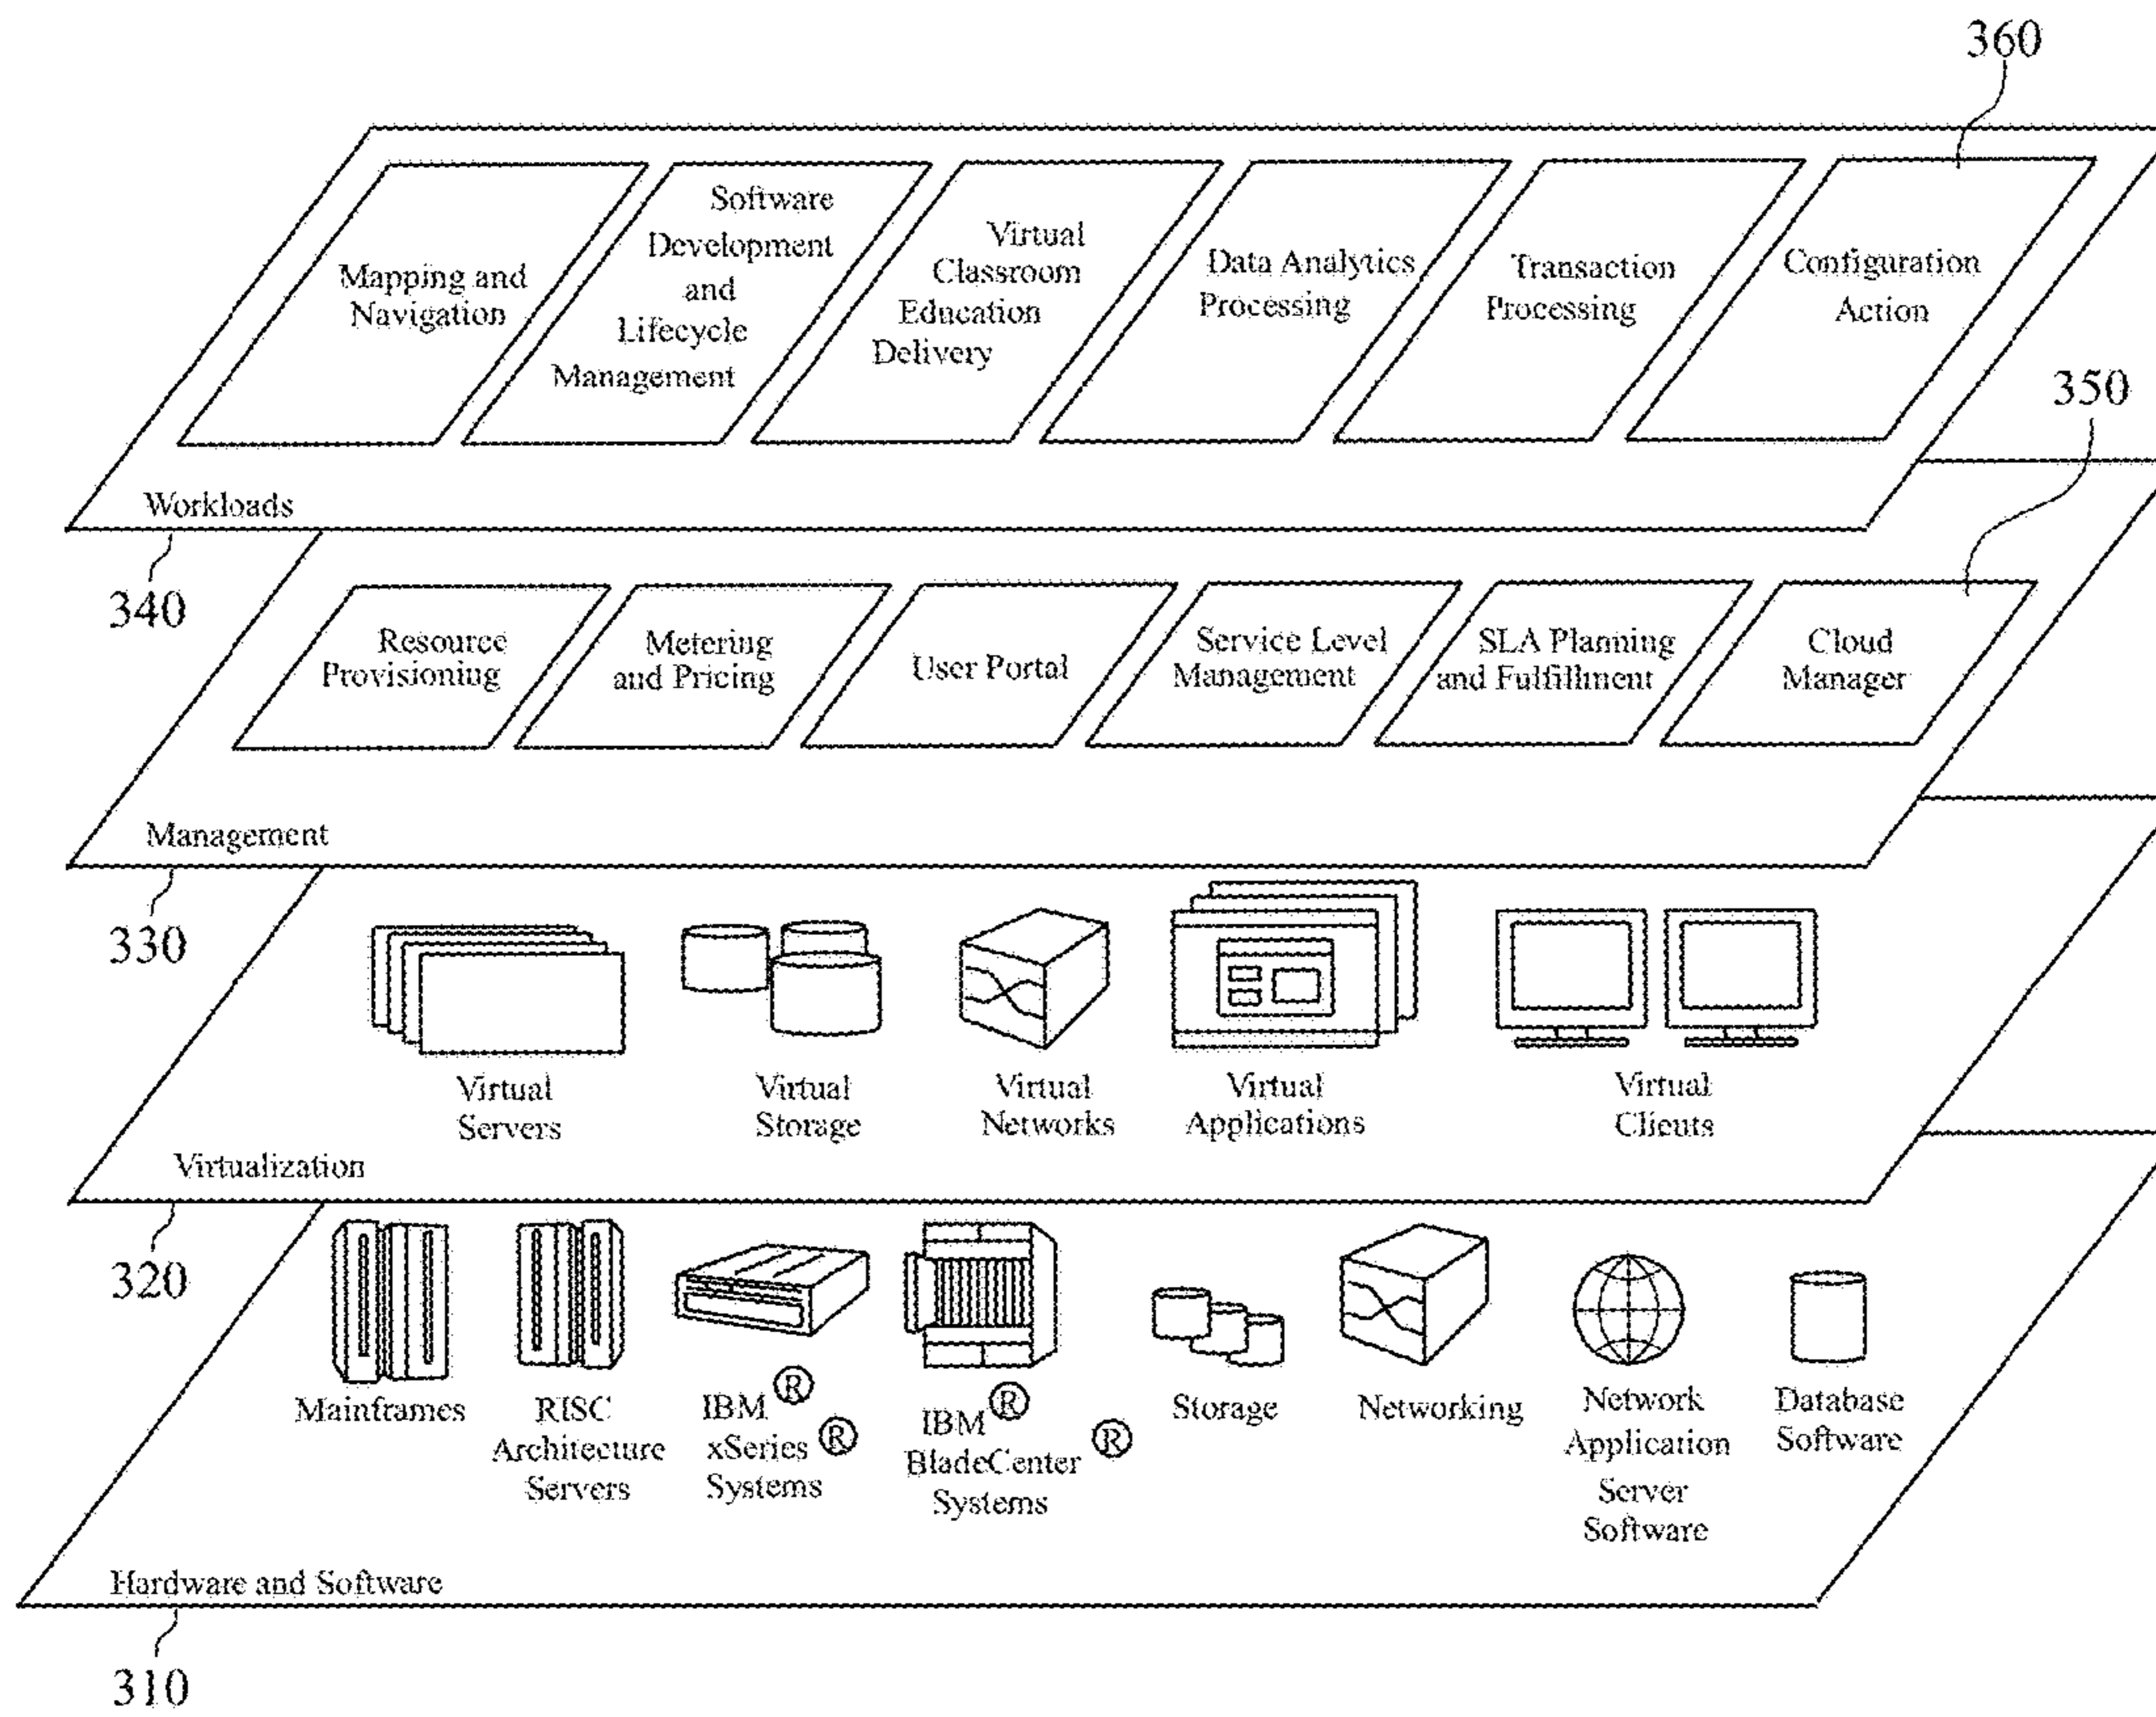 360
Mapping and
Navigation
Software
Development
and
Lifecycle
Management
Virtual
Classroom
Education
Delivery
Data Analytics
Processing
Transaction
Processing
Configuration
Action
350
Workloads
340
Resource
Provisioning
Metering
and Pricing
User Portal
Service Level
Management
SLA Planning
and Fulfillment
Cloud
Manager
Management
330
Virtual
Servers
Virtual
Storage
Virtual
Networks
Virtual
Applications
Virtual
Clients
Virtualization
320
Mainframes
RISC
Architecture
Servers
IBM ®
xSeries ®
Systems
IBM ®
BladeCenter ®
Systems
Storage
Networking
Network
Application
Server
Software
Database
Software
Hardware and Software
310